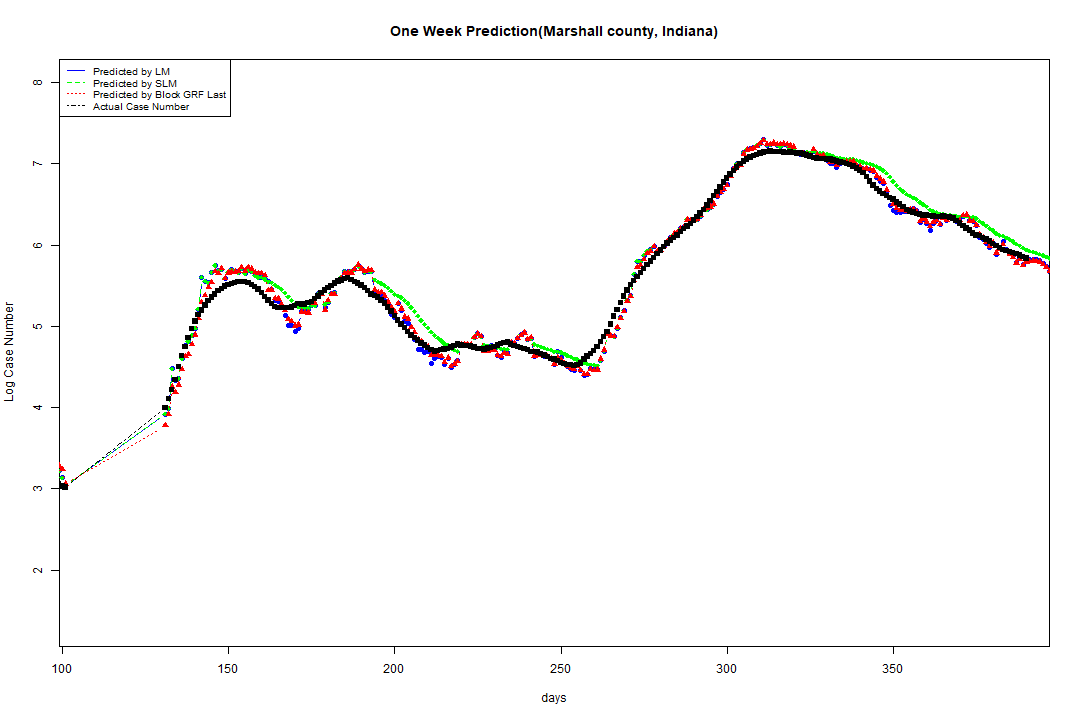 One Week Prediction(Marshall county, Indiana)
Predicted by LM
Predicted by SLM
Predicted by Block GRF Last
Actual Case Number
8
7
6
5
4
3
2
Log Case Number
100 150 200 250 300 350
days